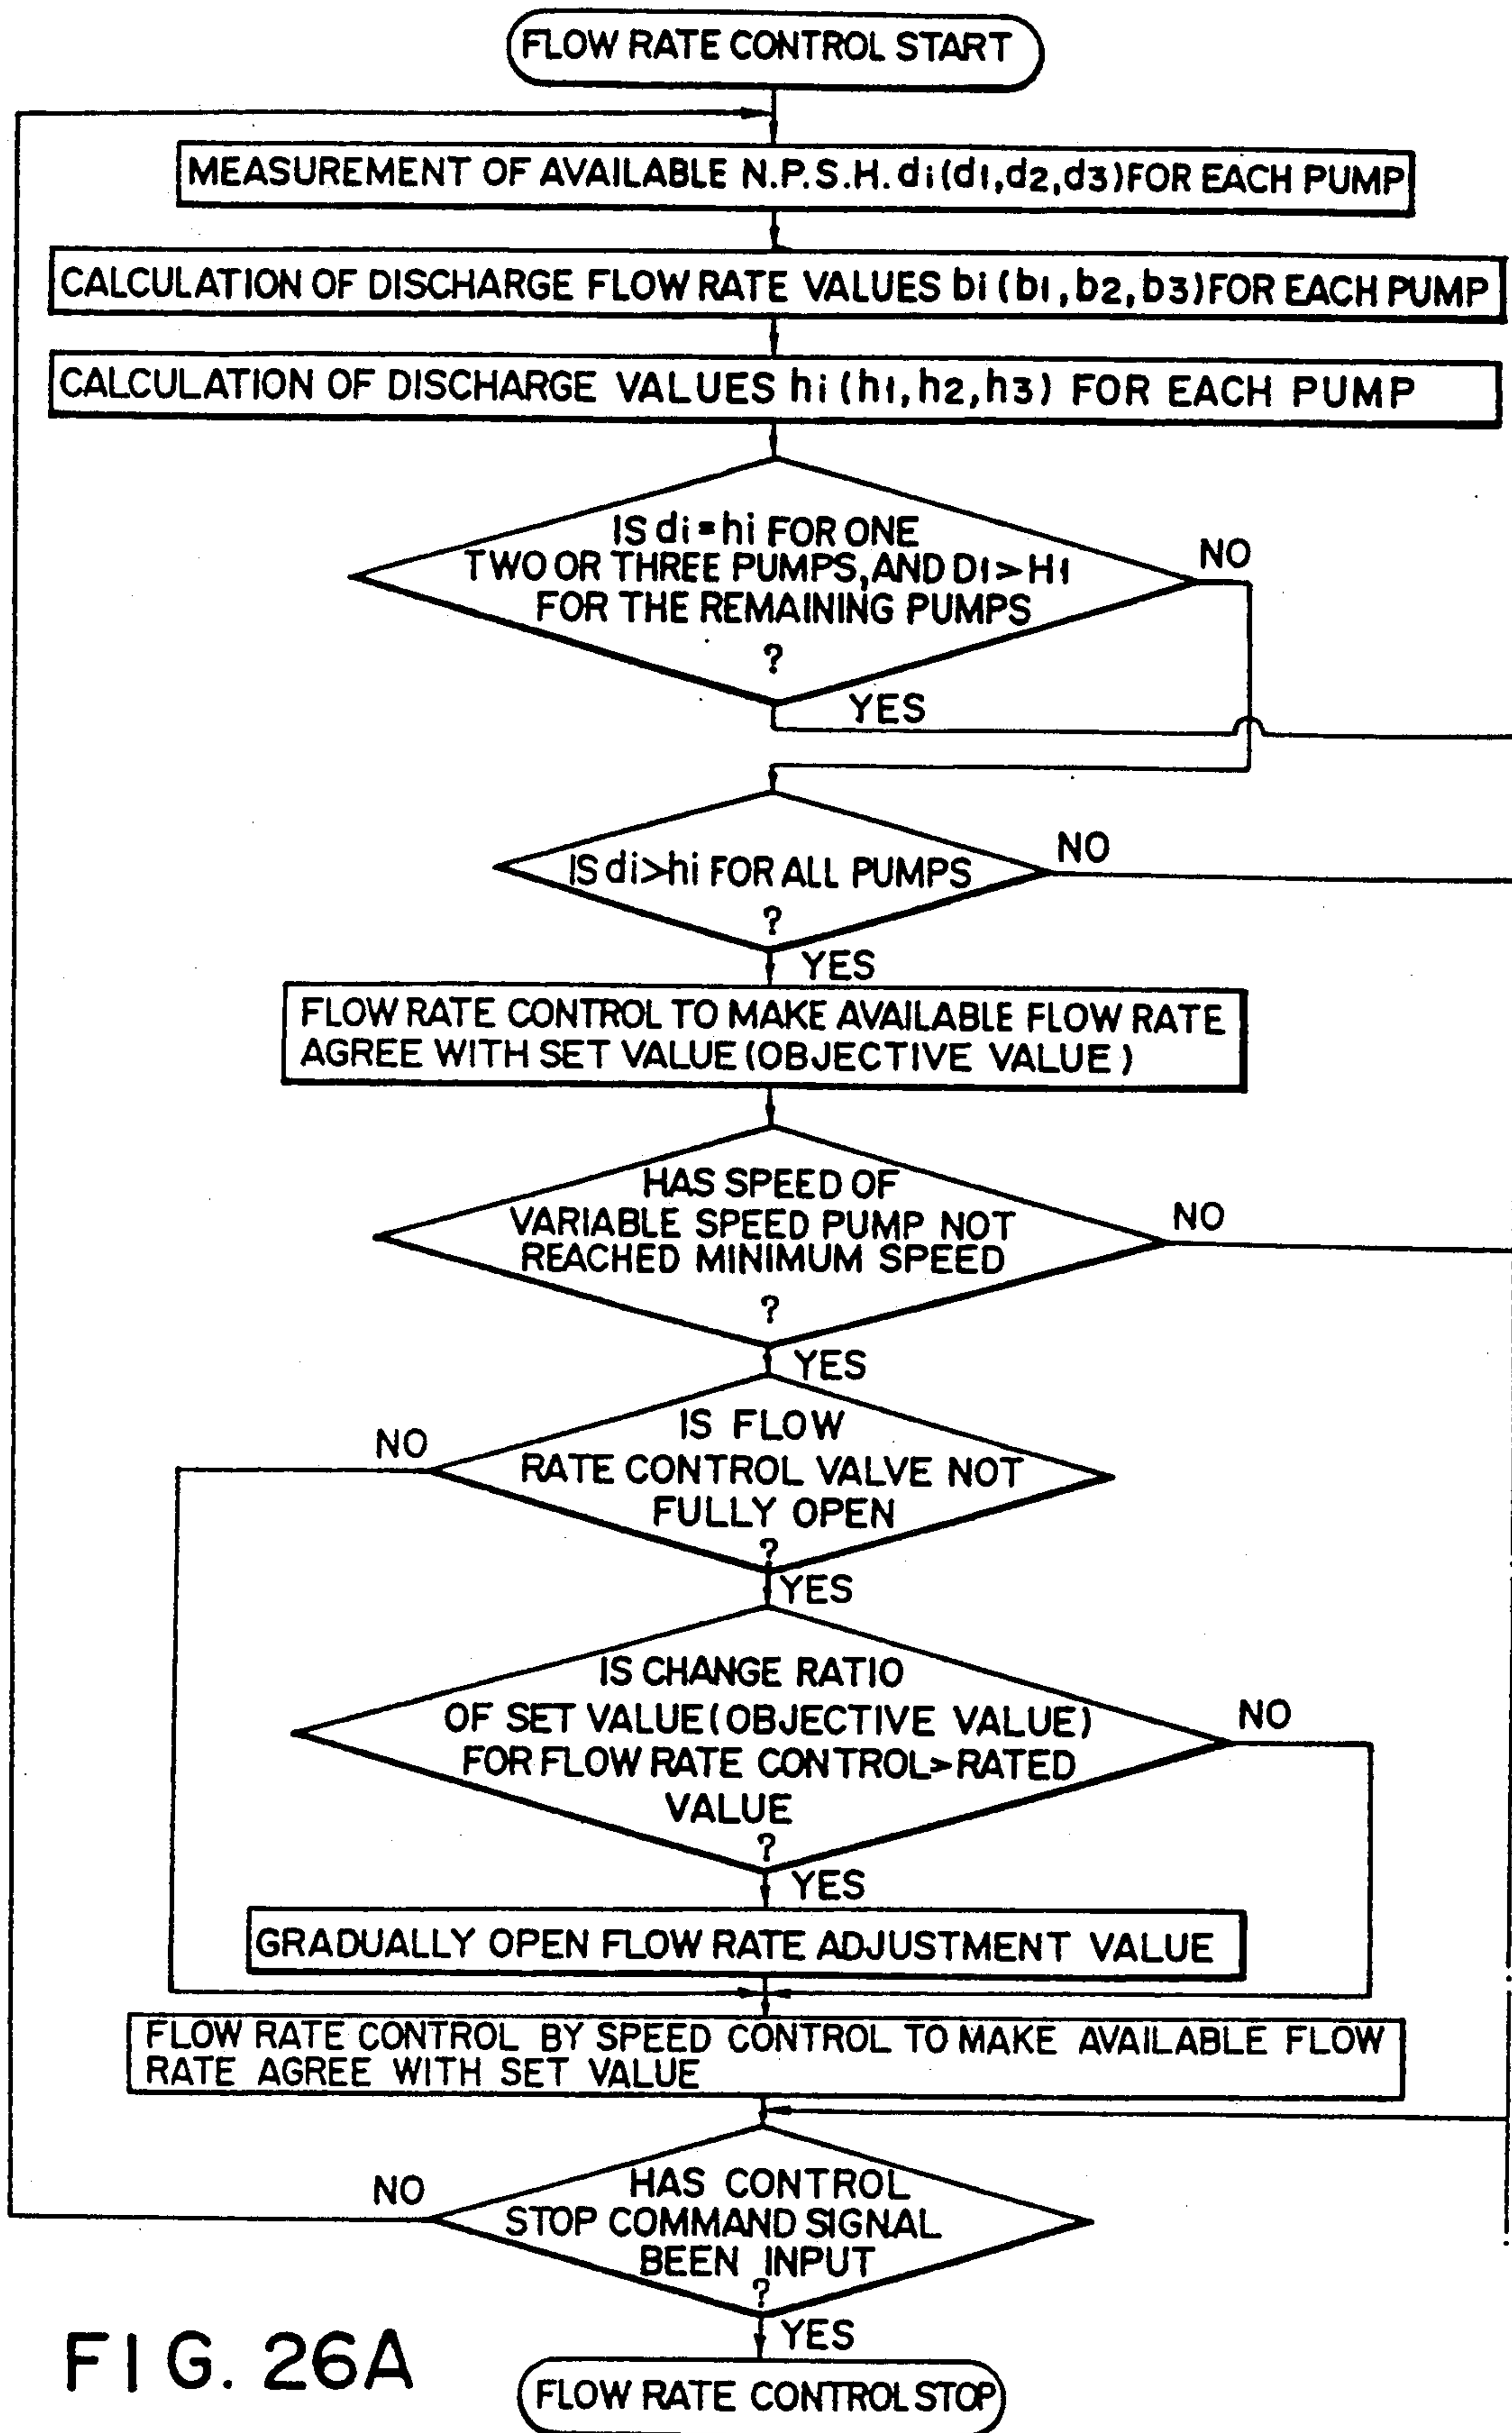 FLOW RATE CONTROL START
MEASUREMENT OF AVAILABLE N.P.S.H. di(d1,d2,d3)FOR EACH PUMP
CALCULATION OF DISCHARGE FLOW RATE VALUES bi(b1,b2,b3)FOR EACH PUMP
CALCULATION OF DISCHARGE VALUES hi(h1,h2,h3) FOR EACH PUMP
IS di=hi FOR ONE
TWO OR THREE PUMPS, AND D1>H1
FOR THE REMAINING PUMPS
?
NO
YES
IS di>hi FOR ALL PUMPS
?
NO
YES
FLOW RATE CONTROL TO MAKE AVAILABLE FLOW RATE
AGREE WITH SET VALUE (OBJECTIVE VALUE)
HAS SPEED OF
VARIABLE SPEED PUMP NOT
REACHED MINIMUM SPEED
?
NO
YES
IS FLOW
RATE CONTROL VALVE NOT
FULLY OPEN
?
NO
YES
IS CHANGE RATIO
OF SET VALUE(OBJECTIVE VALUE)
FOR FLOW RATE CONTROL>RATED
VALUE
?
NO
YES
GRADUALLY OPEN FLOW RATE ADJUSTMENT VALUE
FLOW RATE CONTROL BY SPEED CONTROL TO MAKE AVAILABLE FLOW
RATE AGREE WITH SET VALUE
HAS CONTROL
STOP COMMAND SIGNAL
BEEN INPUT
?
NO
YES
FLOW RATE CONTROL STOP
FIG. 26A